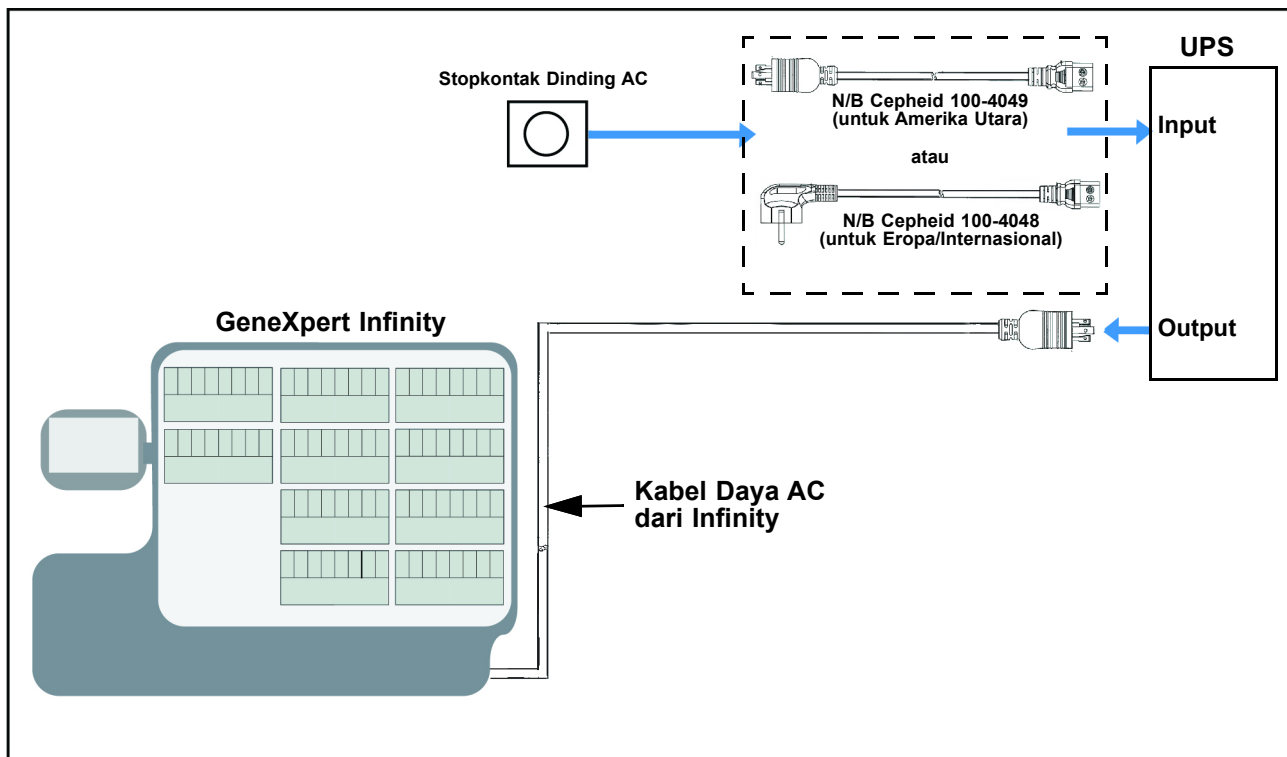 Stopkontak Dinding AC
N/B Cepheid 100-4049
(untuk Amerika Utara)
atau
N/B Cepheid 100-4048
(untuk Eropa/Internasional)
UPS
Input
Output
GeneXpert Infinity
Kabel Daya AC
dari Infinity